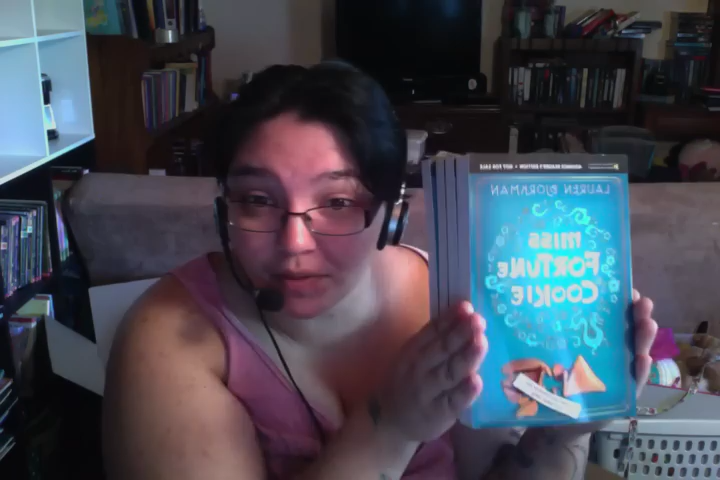 ADVANCE READER'S EDITION • NOT FOR SALE
LAUREN BJORKMAN
miss
FORTUNe
COOKIE